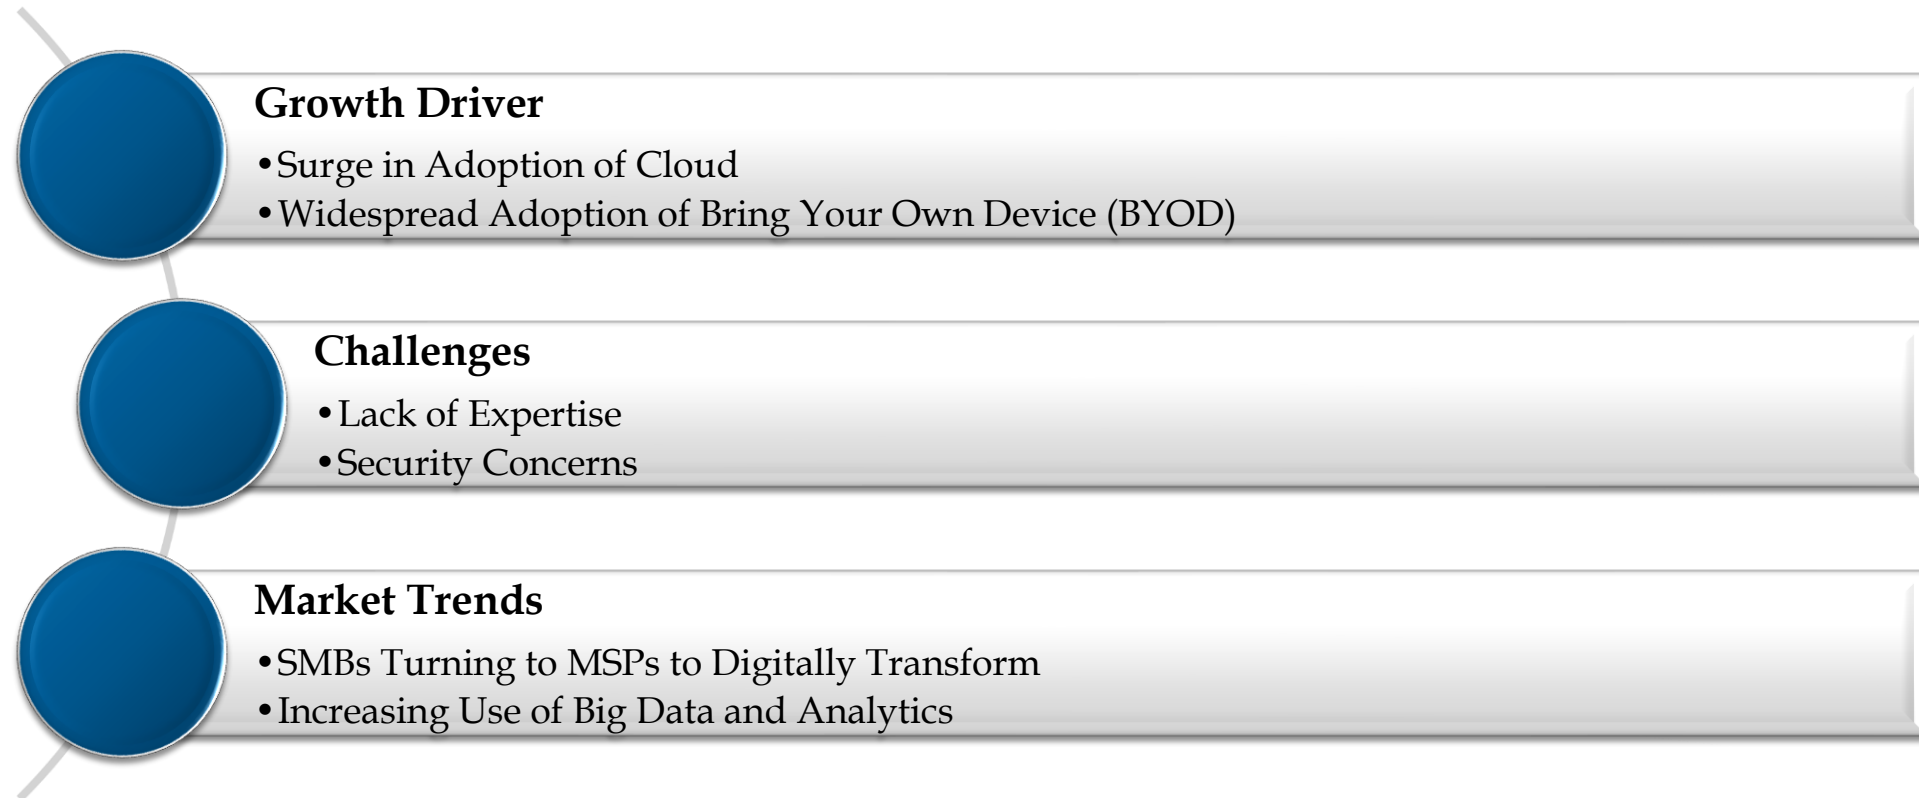 Growth Driver
•Surge in Adoption of Cloud
•Widespread Adoption of Bring Your Own Device (BYOD)
Challenges
•Lack of Expertise
•Security Concerns
Market Trends
•SMBs Turning to MSPs to Digitally Transform
•Increasing Use of Big Data and Analytics